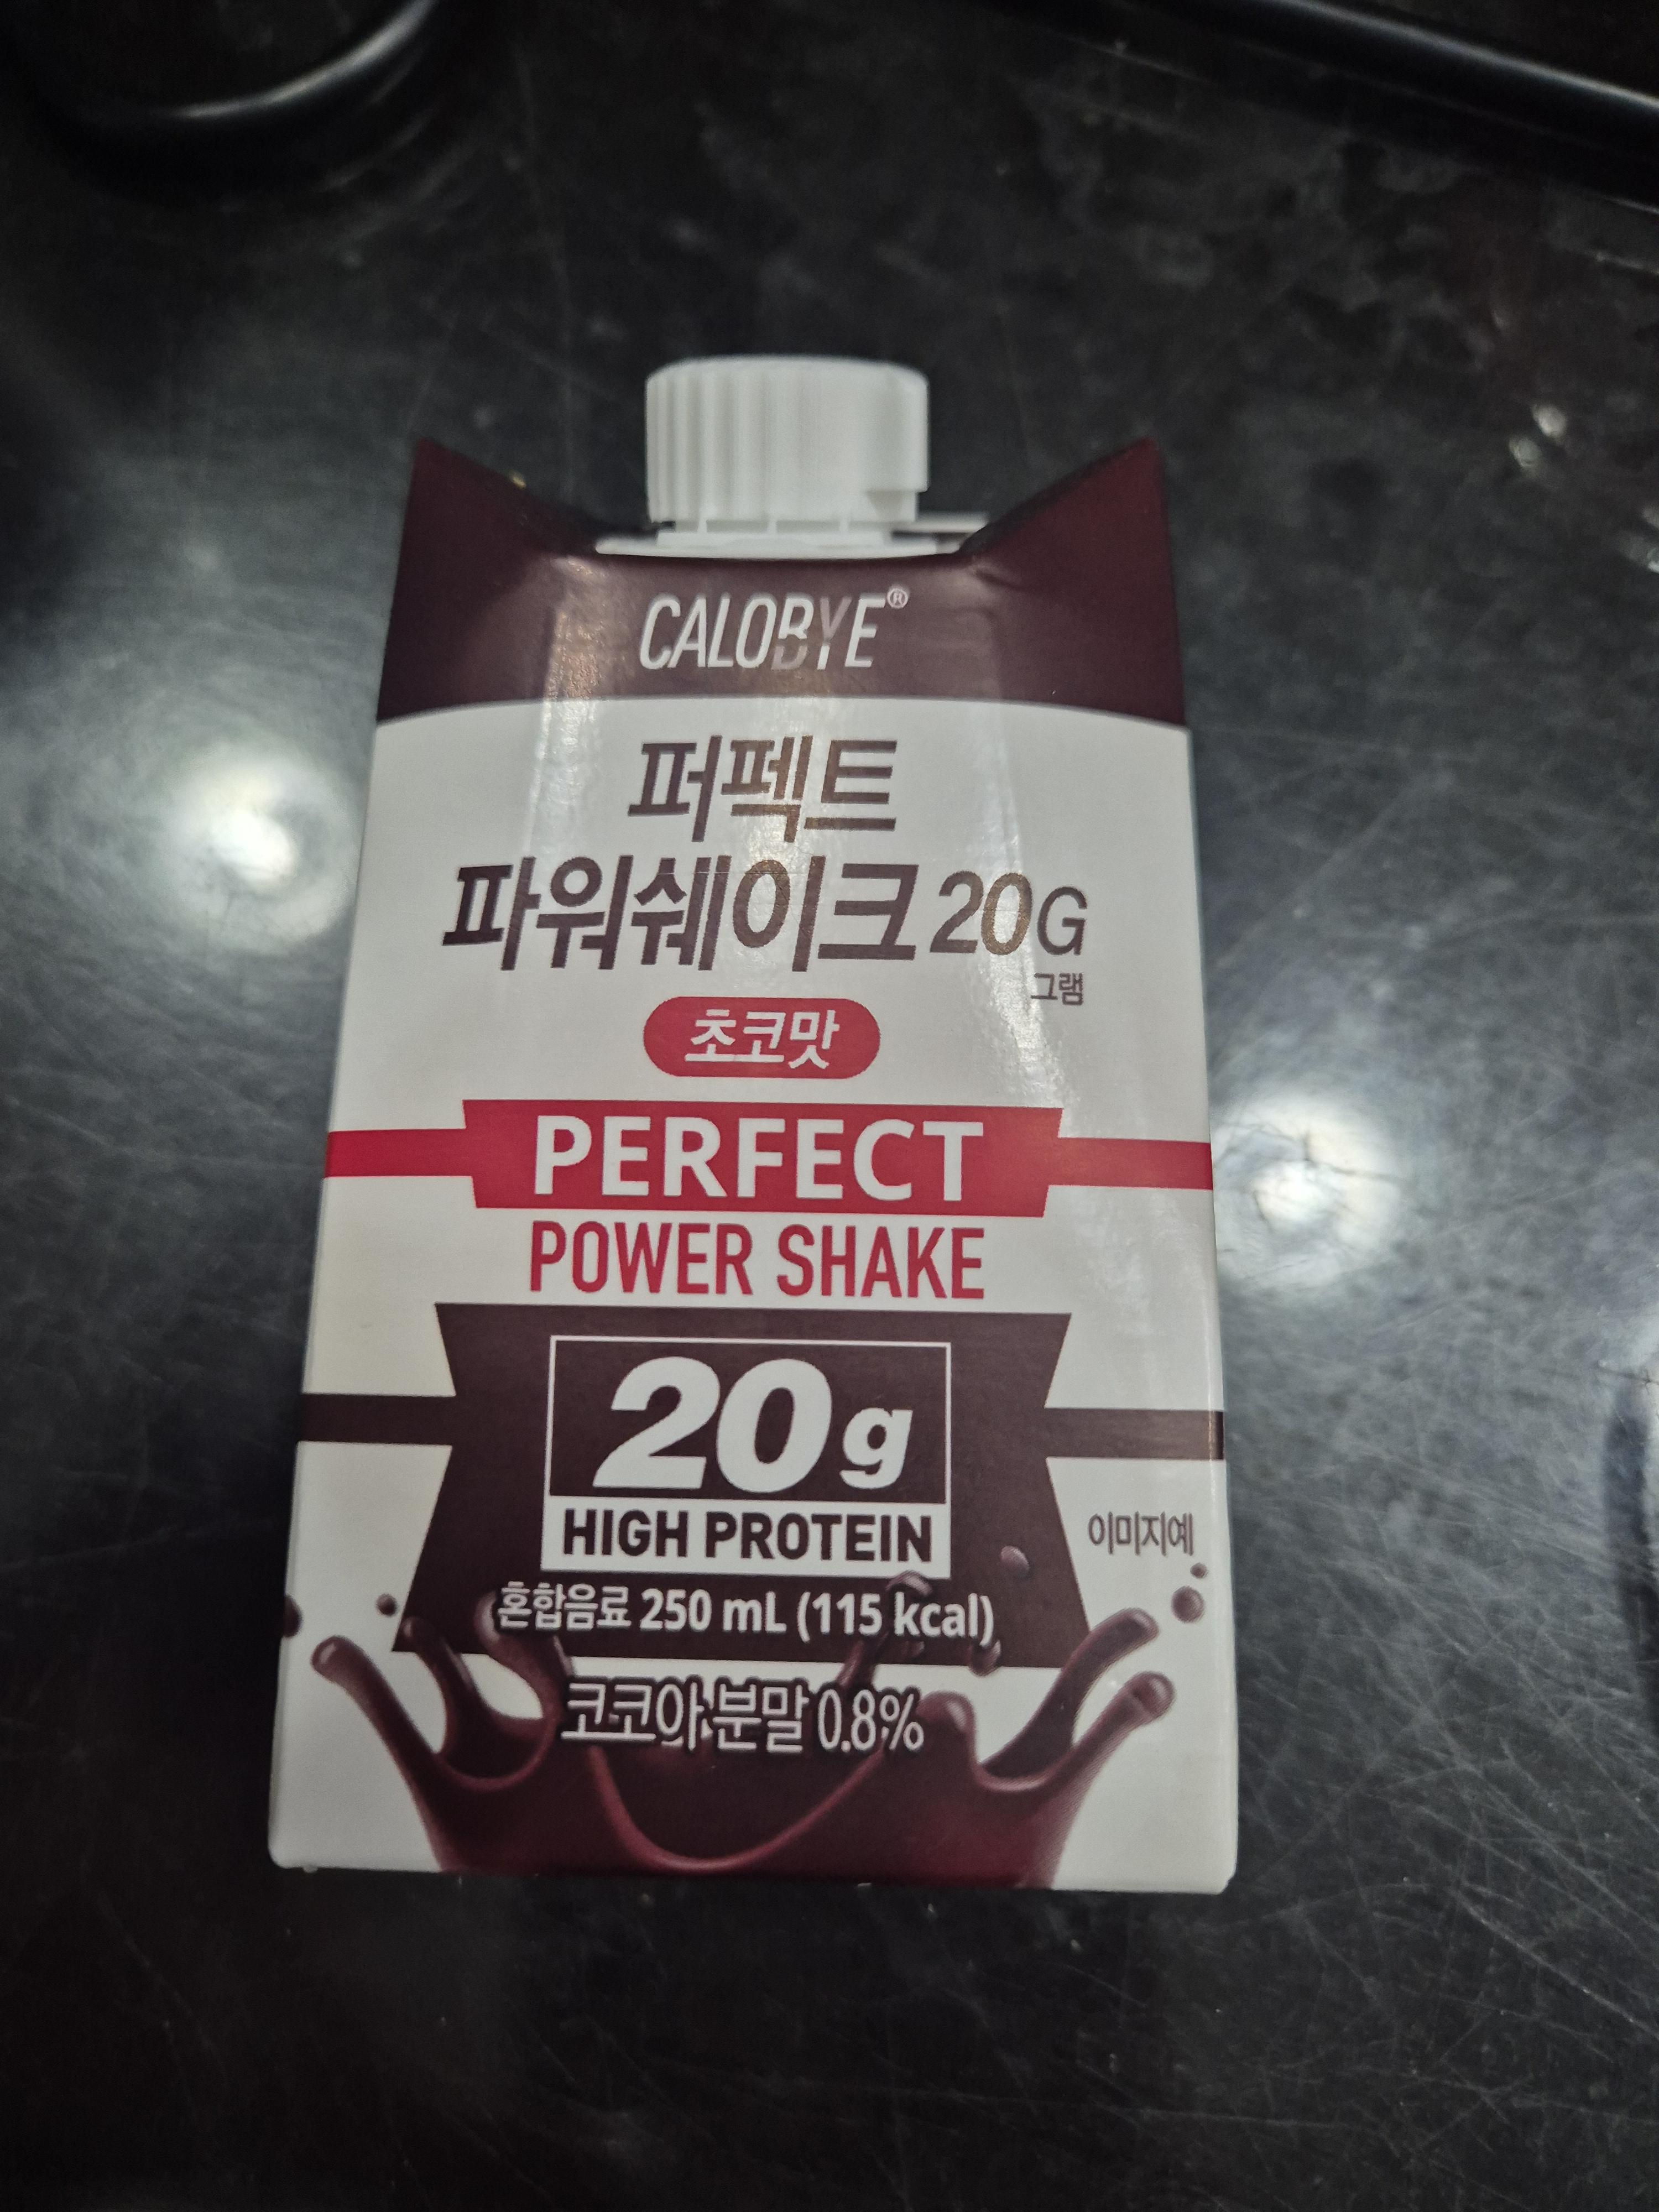 CALOBYE®
퍼펙트
파워쉐이크 20G
그램
초코맛
PERFECT
POWER SHAKE
20g
HIGH PROTEIN
이미지예
혼합음료 250 mL (115 kcal)
코코아분말 0.8%